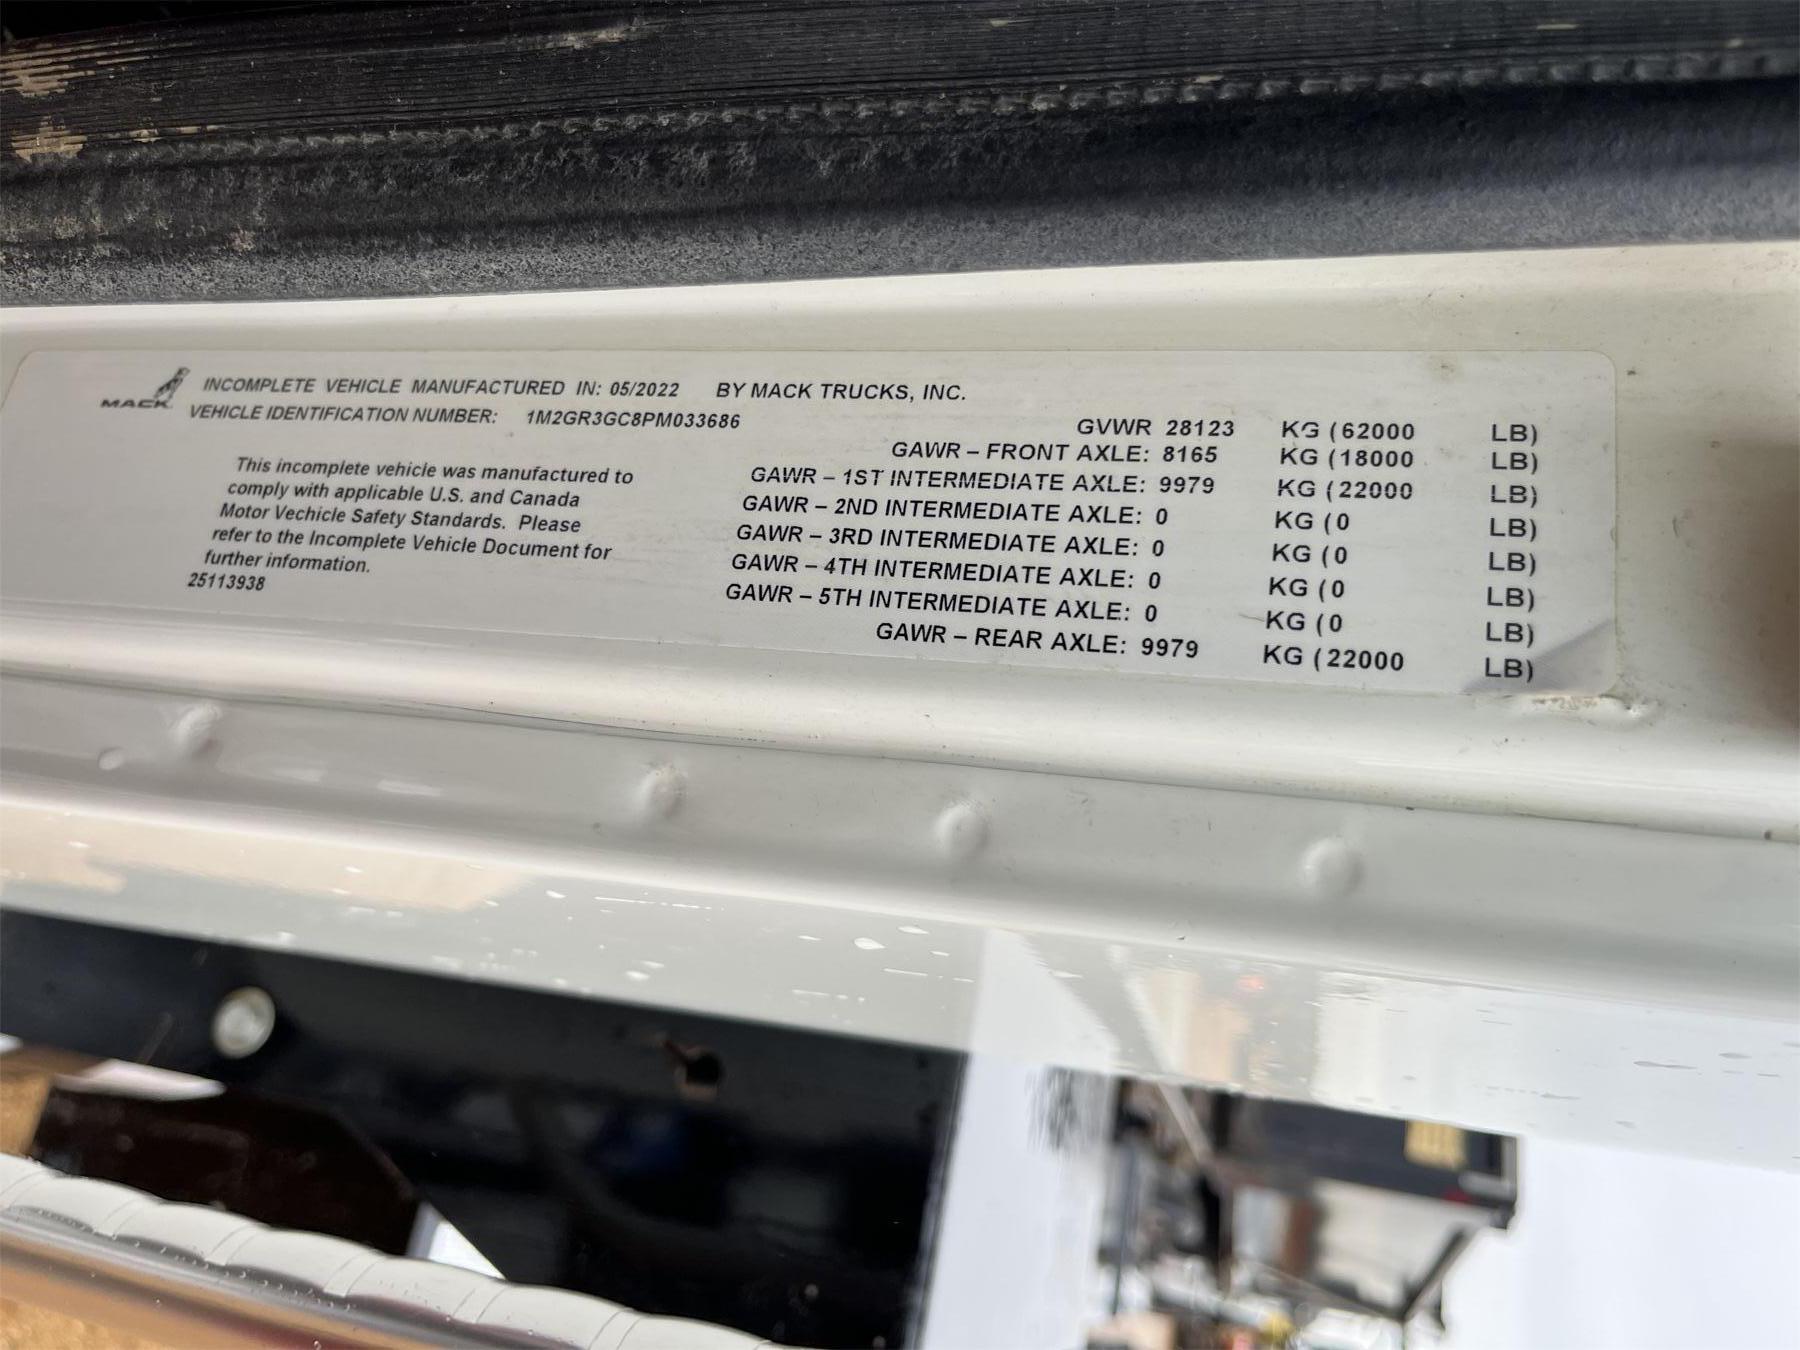 MACK
INCOMPLETE VEHICLE MANUFACTURED IN: 05/2022 BY MACK TRUCKS, INC.
VEHICLE IDENTIFICATION NUMBER: 1M2GR3GC8PM033686
This incomplete vehicle was manufactured to
comply with applicable U.S. and Canada
Motor Vechicle Safety Standards. Please
refer to the Incomplete Vehicle Document for
further information.
25113938
GVWR 28123 KG (62000 LB)
GAWR – FRONT AXLE: 8165 KG (18000 LB)
GAWR – 1ST INTERMEDIATE AXLE: 9979 KG (22000 LB)
GAWR – 2ND INTERMEDIATE AXLE: 0 KG (0 LB)
GAWR – 3RD INTERMEDIATE AXLE: 0 KG (0 LB)
GAWR – 4TH INTERMEDIATE AXLE: 0 KG (0 LB)
GAWR – 5TH INTERMEDIATE AXLE: 0 KG (0 LB)
GAWR – REAR AXLE: 9979 KG (22000 LB)